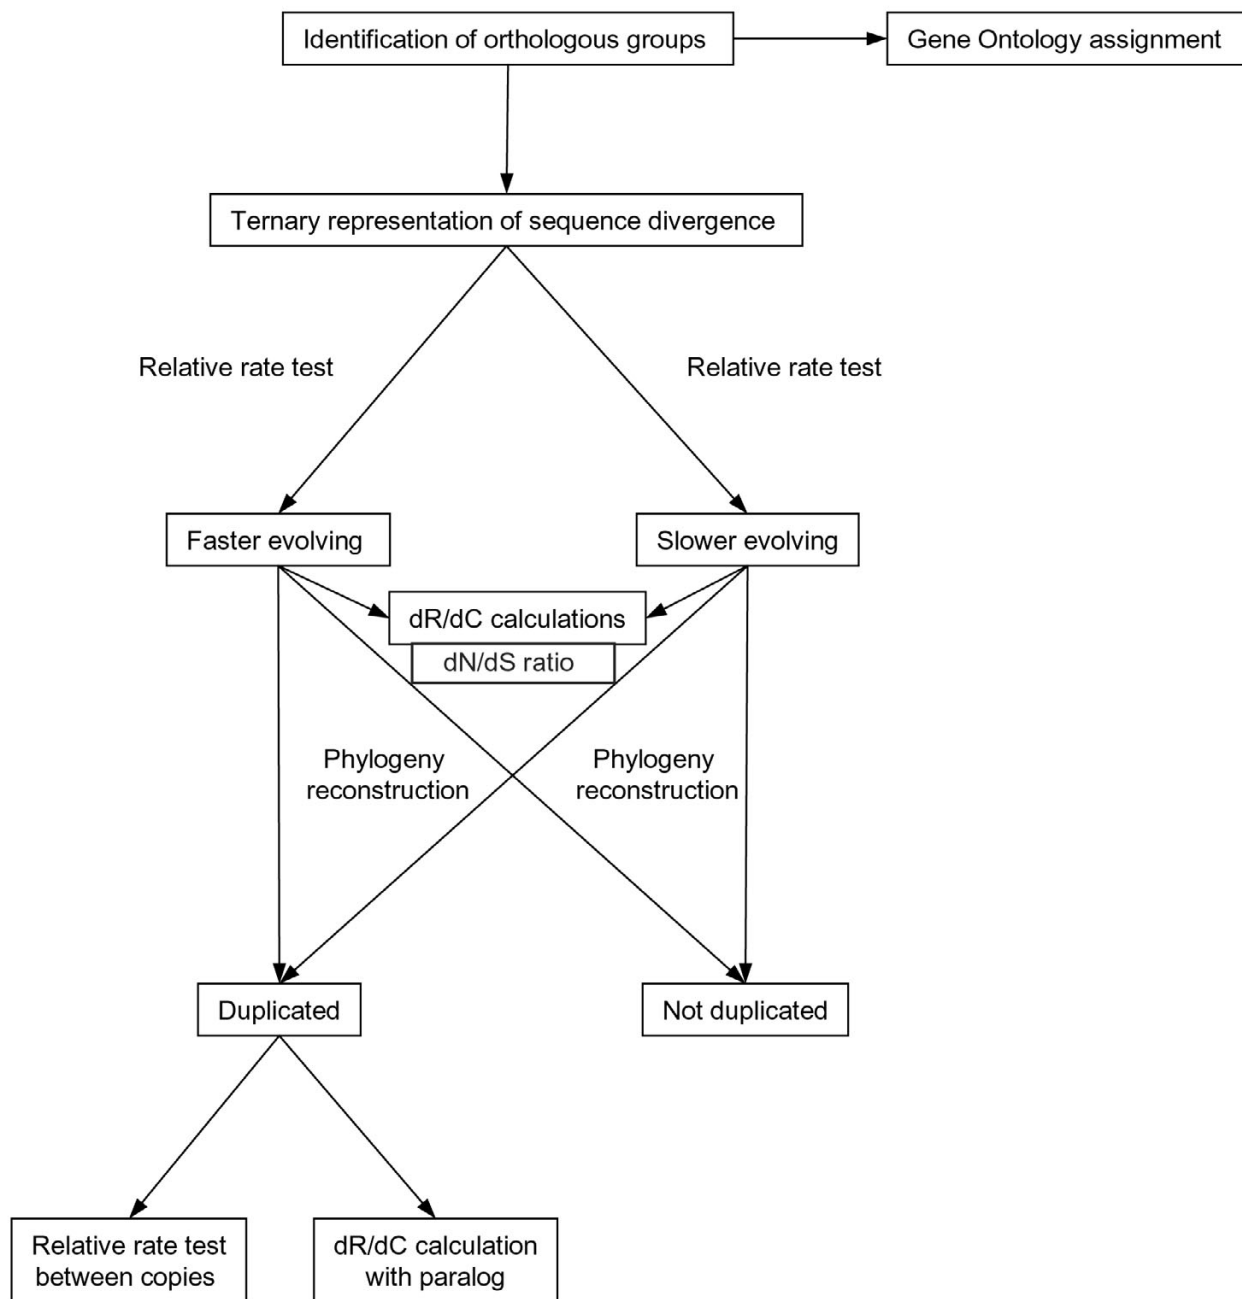 Identification of orthologous groups
Gene Ontology assignment
Ternary representation of sequence divergence
Relative rate test
Relative rate test
Faster evolving
Slower evolving
dR/dC calculations
dN/dS ratio
Phylogeny
reconstruction
Phylogeny
reconstruction
Duplicated
Not duplicated
Relative rate test
between copies
dR/dC calculation
with paralog